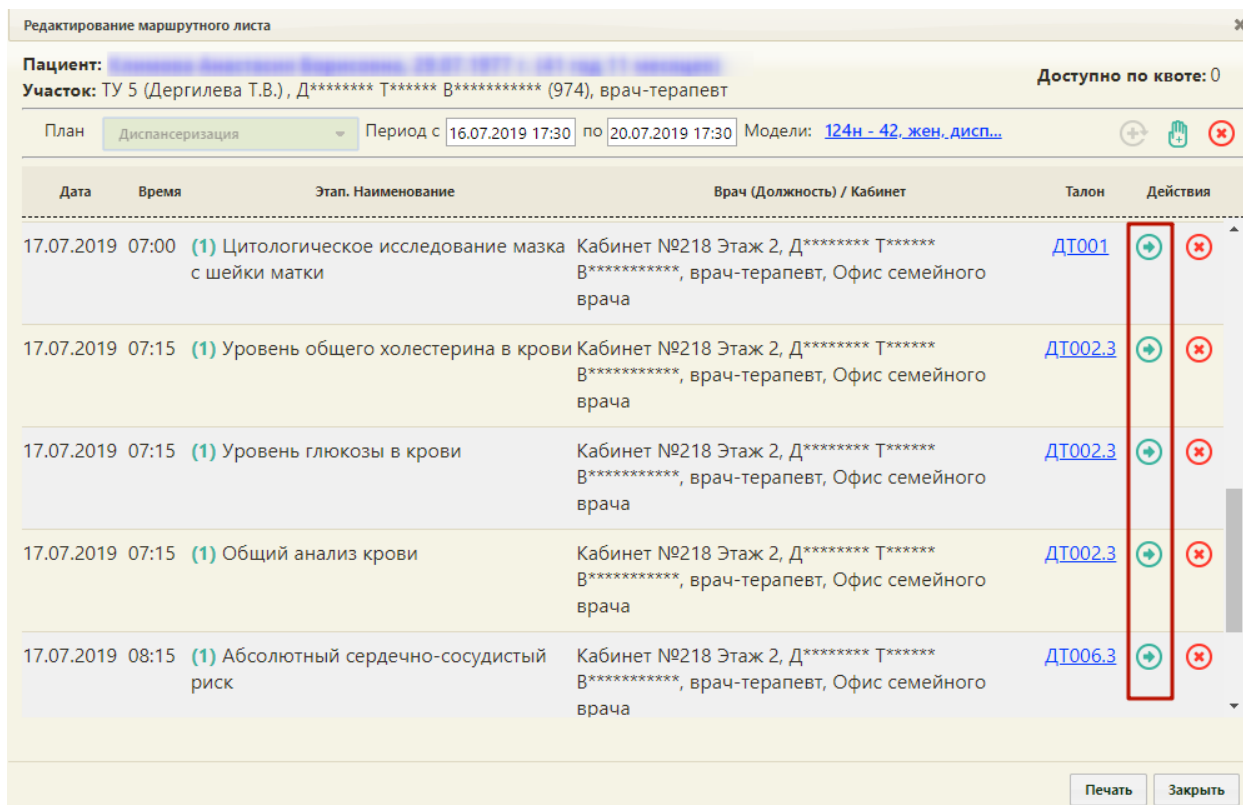 Редактирование маршрутного листа
Пациент:
Доступно по квоте: 0
Участок: ТУ 5 (Дергилева Т.В.) , Д******** Т****** В*********** (974), врач-терапевт
План Диспансеризация Период с 16.07.2019 17:30 по 20.07.2019 17:30 Модели: 124н - 42, жен, дисп...
Дата Время Этап. Наименование Врач (Должность) / Кабинет Талон Действия
17.07.2019 07:00 (1) Цитологическое исследование мазка Кабинет №218 Этаж 2, Д******** Т****** ДТ001
с шейки матки В***********, врач-терапевт, Офис семейного
врача
17.07.2019 07:15 (1) Уровень общего холестерина в крови Кабинет №218 Этаж 2, Д******** Т****** ДТ002.3
В***********, врач-терапевт, Офис семейного
врача
17.07.2019 07:15 (1) Уровень глюкозы в крови Кабинет №218 Этаж 2, Д******** Т****** ДТ002.3
В***********, врач-терапевт, Офис семейного
врача
17.07.2019 07:15 (1) Общий анализ крови Кабинет №218 Этаж 2, Д******** Т****** ДТ002.3
В***********, врач-терапевт, Офис семейного
врача
17.07.2019 08:15 (1) Абсолютный сердечно-сосудистый Кабинет №218 Этаж 2, Д******** Т****** ДТ006.3
риск В***********, врач-терапевт, Офис семейного
врача
Печать Закрыть